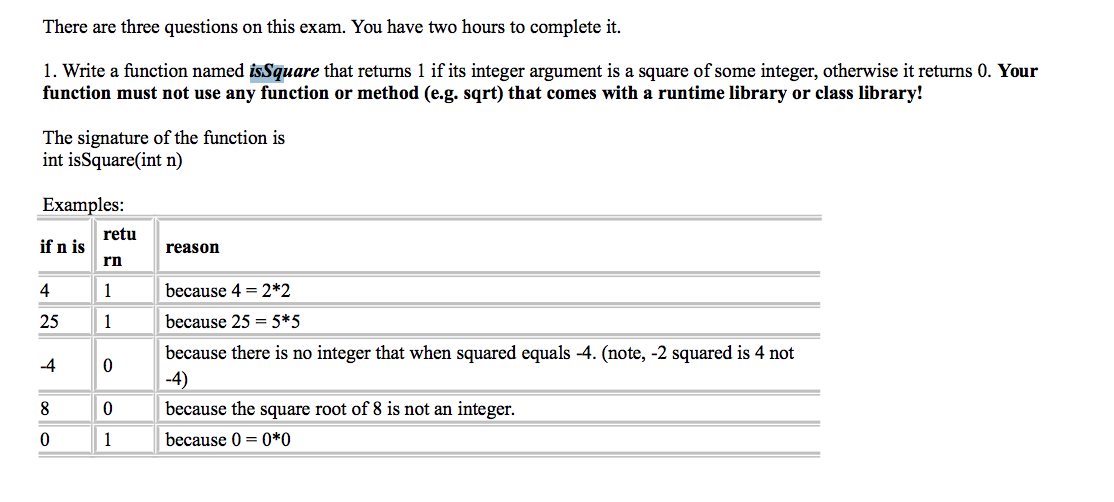 There are three questions on this exam. You have two hours to complete it.
1. Write a function named isSquare that returns 1 if its integer argument is a square of some integer, otherwise it returns 0. Your
function must not use any function or method (e.g. sqrt) that comes with a runtime library or class library!
The signature of the function is
int isSquare(int n)
Examples:
if n is retu
rn reason
4 1 because 4 = 2*2
25 1 because 25 = 5*5
-4 0 because there is no integer that when squared equals -4. (note, -2 squared is 4 not
-4)
8 0 because the square root of 8 is not an integer.
0 1 because 0 = 0*0